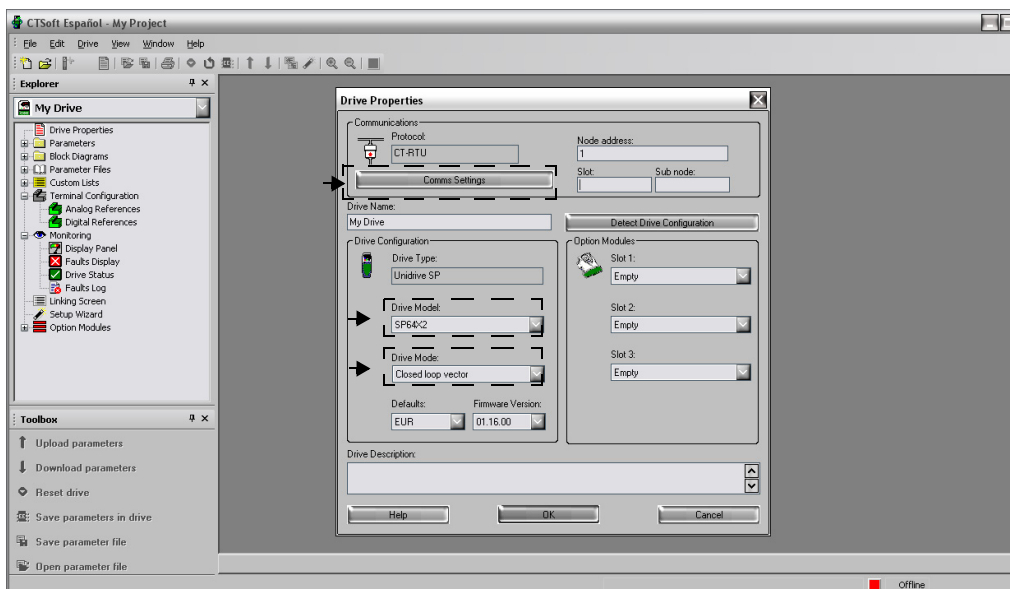 CTSoft Español - My Project
File Edit Drive View Window Help
Explorer
My Drive
Drive Properties
Parameters
Block Diagrams
Parameter Files
Custom Lists
Terminal Configuration
Analog References
Digital References
Monitoring
Display Panel
Faults Display
Drive Status
Faults Log
Linking Screen
Setup Wizard
Option Modules
Toolbox
Upload parameters
Download parameters
Reset drive
Save parameters in drive
Save parameter file
Open parameter file
Drive Properties
Communications
Protocol:
CT-RTU
Comms Settings
Node address:
1
Slot: Sub node:
Drive Name:
My Drive
Detect Drive Configuration
Drive Configuration
Drive Type:
Unidrive SP
Drive Model:
SP64X2
Drive Mode:
Closed loop vector
Defaults: Firmware Version:
EUR 01.16.00
Option Modules
Slot 1:
Empty
Slot 2:
Empty
Slot 3:
Empty
Drive Description:
Help OK Cancel
Offline